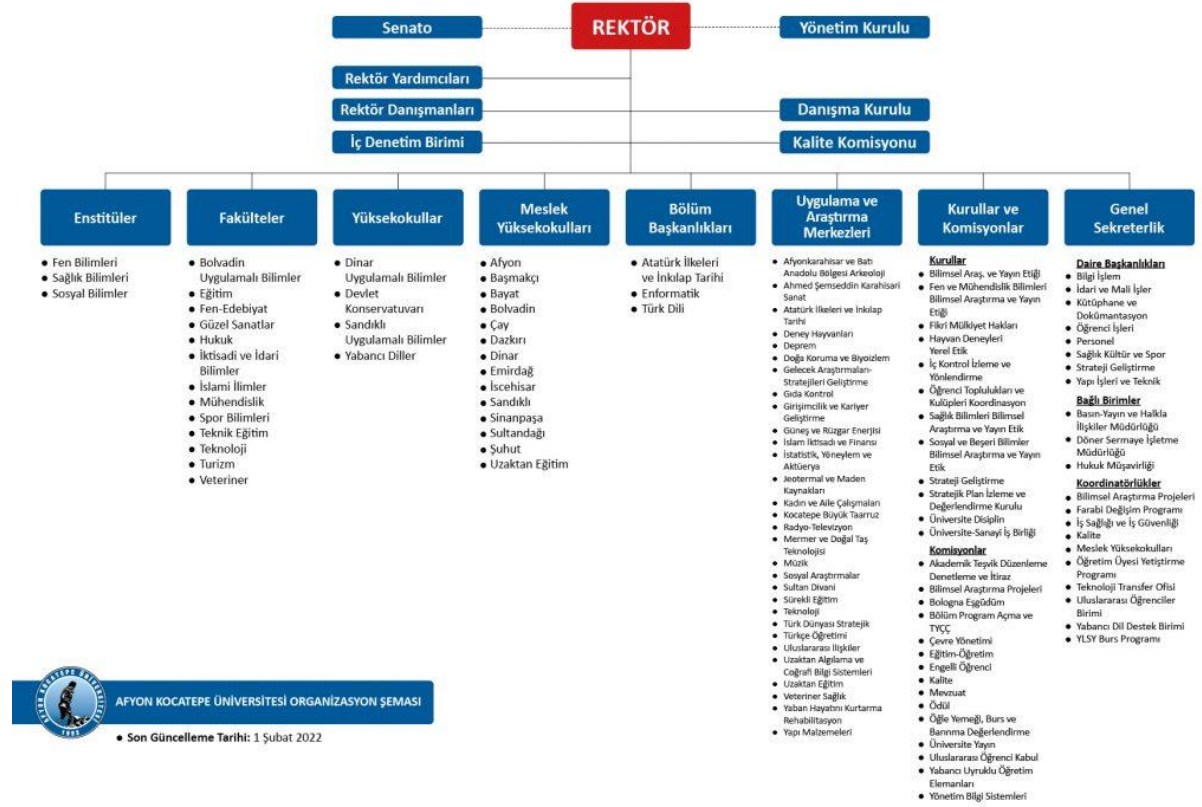 Senato
REKTÖR
Yönetim Kurulu
Rektör Yardımcıları
Rektör Danışmanları
Danışma Kurulu
İç Denetim Birimi
Kalite Komisyonu
Enstitüler
• Fen Bilimleri
• Sağlık Bilimleri
• Sosyal Bilimler
Fakülteler
• Bolvadin
Uygulamalı Bilimler
• Eğitim
• Fen-Edebiyat
• Güzel Sanatlar
• Hukuk
• İktisadi ve İdari
Bilimler
• İslami İlimler
• Mühendislik
• Spor Bilimleri
• Teknik Eğitim
• Teknoloji
• Turizm
• Veteriner
Yüksekokullar
• Dinar
Uygulamalı Bilimler
• Devlet
Konservatuvarı
• Sandıklı
Uygulamalı Bilimler
• Yabancı Diller
Meslek
Yüksekokulları
• Afyon
• Başmakçı
• Bayat
• Bolvadin
• Çay
• Dazkırı
• Dinar
• Emirdağ
• İscehisar
• Sandıklı
• Sinanpaşa
• Sultandağı
• Şuhut
• Uzaktan Eğitim
Bölüm
Başkanlıkları
• Atatürk İlkeleri
ve İnkılap Tarihi
• Enformatik
• Türk Dili
Uygulama ve
Araştırma
Merkezleri
• Afyonkarahisar ve Batı
Anadolu Bölgesi Arkeoloji
• Ahmed Şemseddin Karahisari
Sanat
• Atatürk İlkeleri ve İnkılap
Tarihi
• Deney Hayvanları
• Deprem
• Doğa Koruma ve Biyoizlem
• Gelecek Araştırmaları-
Stratejileri Geliştirme
• Gıda Kontrol
• Girişimcilik ve Kariyer
Geliştirme
• Güneş ve Rüzgar Enerjisi
• İslam İktisadı ve Finansı
• İstatistik, Yöneylem ve
Aktüerya
• Jeotermal ve Maden
Kaynakları
• Kadın ve Aile Çalışmaları
• Kocatepe Büyük Taarruz
• Radyo-Televizyon
• Mermer ve Doğal Taş
Teknolojisi
• Müzik
• Sosyal Araştırmalar
• Sultan Divani
• Sürekli Eğitim
• Teknoloji
• Türk Dünyası Stratejik
• Türkçe Öğretimi
• Uluslararası İlişkiler
• Uzaktan Algılama ve
Coğrafi Bilgi Sistemleri
• Uzaktan Eğitim
• Veteriner Sağlık
• Yaban Hayatını Kurtarma
Rehabilitasyon
• Yapı Malzemeleri
Kurullar ve
Komisyonlar
Kurullar
• Bilimsel Araş. ve Yayın Etiği
• Fen ve Mühendislik Bilimleri
Bilimsel Araştırma ve Yayın
Etiği
• Fikri Mülkiyet Hakları
• Hayvan Deneyleri
Yerel Etik
• İç Kontrol İzleme ve
Yönlendirme
• Öğrenci Toplulukları ve
Kulüpleri Koordinasyon
• Sağlık Bilimleri Bilimsel
Araştırma ve Yayın Etik
• Sosyal ve Beşeri Bilimler
Bilimsel Araştırma ve Yayın
Etik
• Strateji Geliştirme
• Stratejik Plan İzleme ve
Değerlendirme Kurulu
• Üniversite Disiplin
• Üniversite-Sanayi İş Birliği
Komisyonlar
• Akademik Teşvik Düzenleme
Denetleme ve İtiraz
• Bilimsel Araştırma Projeleri
• Bologna Eşgüdüm
• Bölüm Program Açma ve
TYÇÇ
• Çevre Yönetimi
• Eğitim-Öğretim
• Engelli Öğrenci
• Kalite
• Mevzuat
• Ödül
• Öğle Yemeği, Burs ve
Barınma Değerlendirme
• Üniversite Yayın
• Uluslararası Öğrenci Kabul
• Yabancı Uyruklu Öğretim
Elemanları
• Yönetim Bilgi Sistemleri
Genel
Sekreterlik
Daire Başkanlıkları
• Bilgi İşlem
• İdari ve Mali İşler
• Kütüphane ve
Dokümantasyon
• Öğrenci İşleri
• Personel
• Sağlık Kültür ve Spor
• Strateji Geliştirme
• Yapı İşleri ve Teknik
Bağlı Birimler
• Basın-Yayın ve Halkla
İlişkiler Müdürlüğü
• Döner Sermaye İşletme
Müdürlüğü
• Hukuk Müşavirliği
Koordinatörlükler
• Bilimsel Araştırma Projeleri
• Farabi Değişim Programı
• İş Sağlığı ve İş Güvenliği
• Kalite
• Meslek Yüksekokulları
• Öğretim Üyesi Yetiştirme
Programı
• Teknoloji Transfer Ofisi
• Uluslararası Öğrenciler
Birimi
• Yabancı Dil Destek Birimi
• YLSY Burs Programı
AFYON KOCATEPE ÜNİVERSİTESİ
1992
AFYON KOCATEPE ÜNİVERSİTESİ ORGANİZASYON ŞEMASI
• Son Güncelleme Tarihi: 1 Şubat 2022